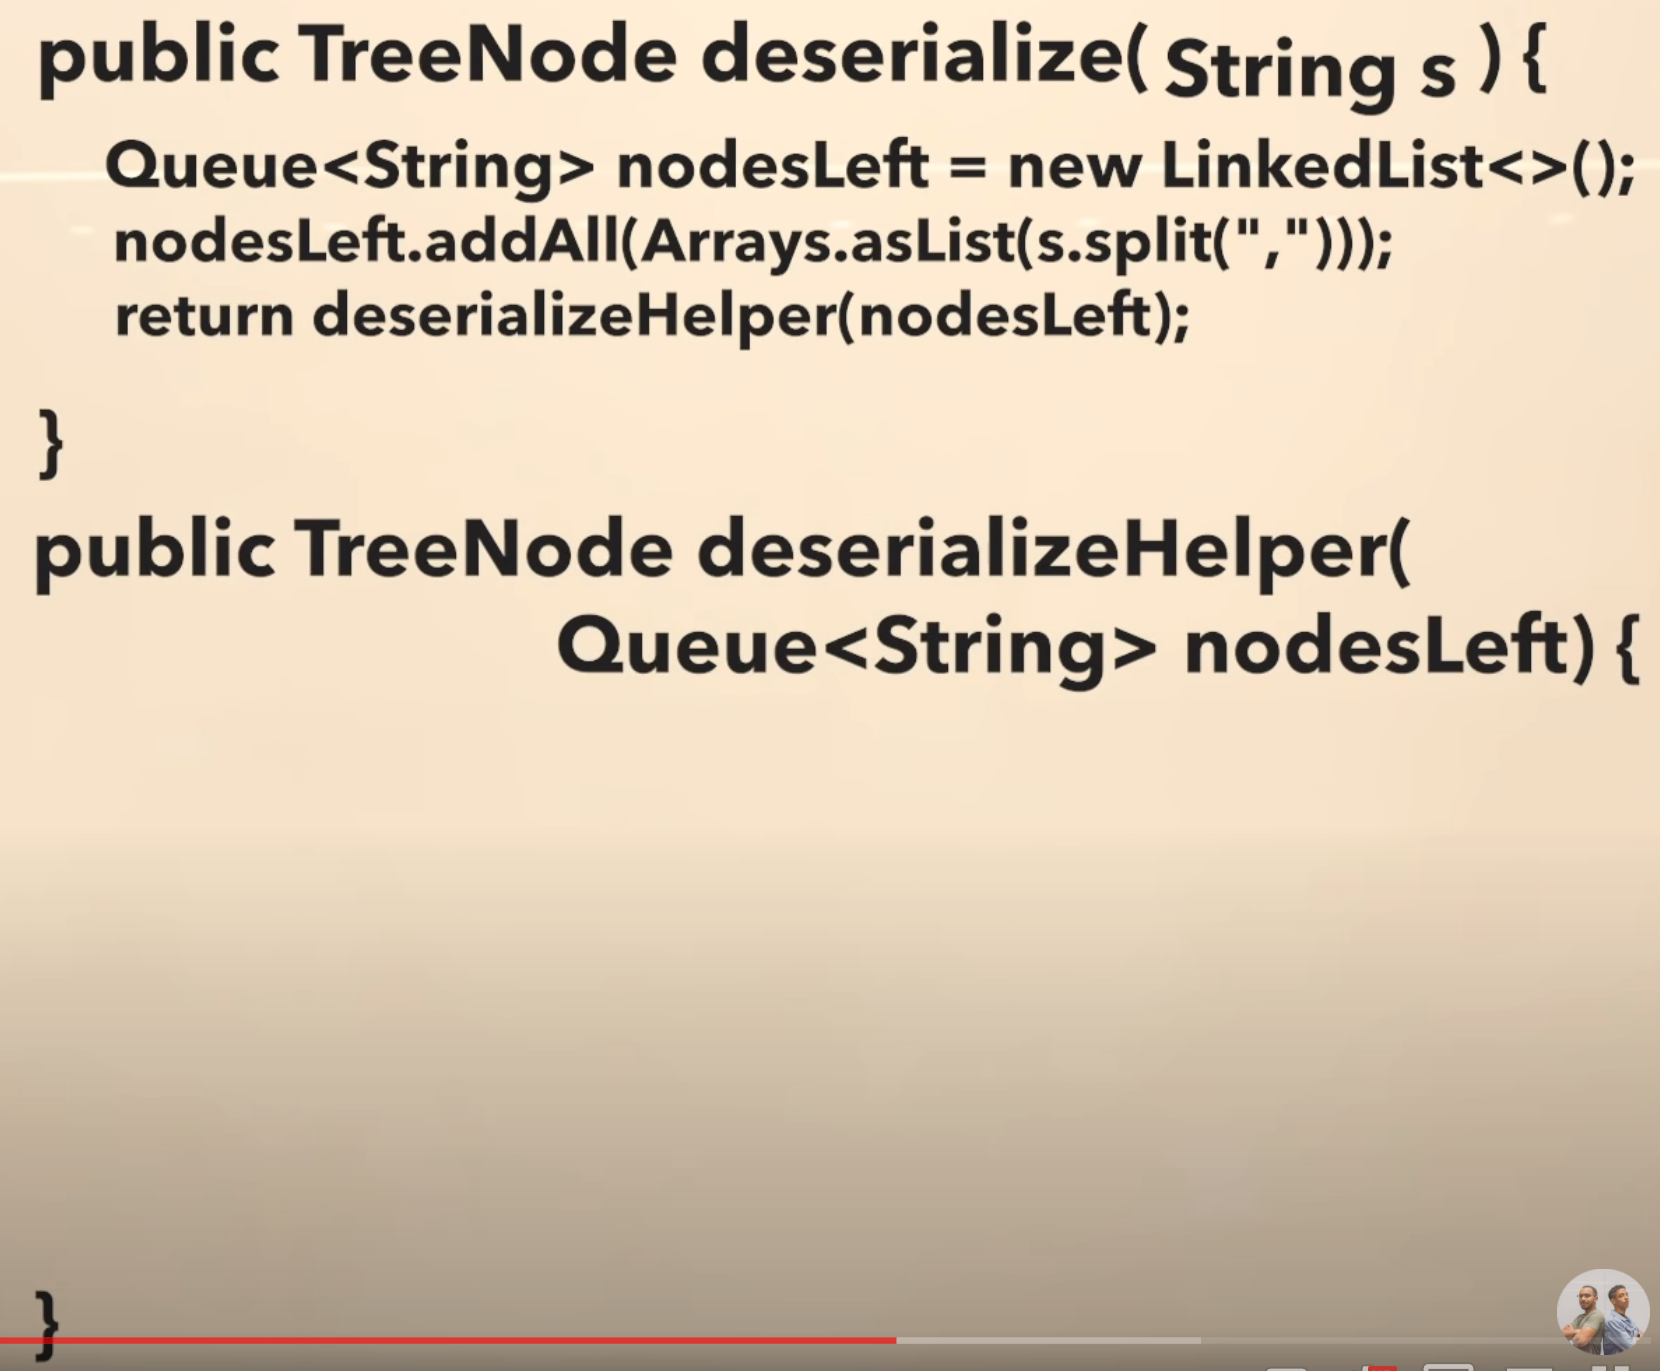 public TreeNode deserialize( String s ) {
Queue<String> nodesLeft = new LinkedList<>();
nodesLeft.addAll(Arrays.asList(s.split(",")));
return deserializeHelper(nodesLeft);
}
public TreeNode deserializeHelper(
Queue<String> nodesLeft) {
}